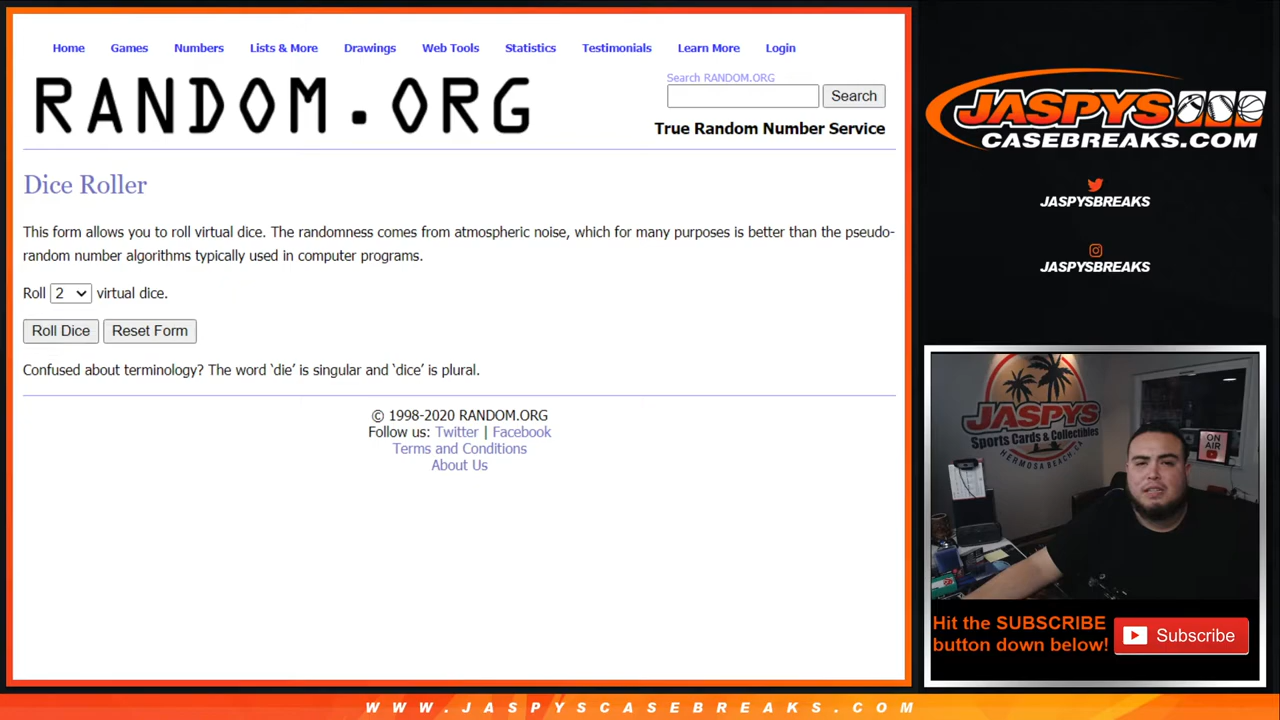 Home Games Numbers Lists & More Drawings Web Tools Statistics Testimonials Learn More Login
RANDOM.ORG
Search RANDOM.ORG
Search
True Random Number Service
Dice Roller
This form allows you to roll virtual dice. The randomness comes from atmospheric noise, which for many purposes is better than the pseudo-
random number algorithms typically used in computer programs.
Roll 2 virtual dice.
Roll Dice Reset Form
Confused about terminology? The word ‘die’ is singular and ‘dice’ is plural.
© 1998-2020 RANDOM.ORG
Follow us: Twitter | Facebook
Terms and Conditions
About Us
JASPYS
CASEBREAKS.COM
JASPYSBREAKS
JASPYSBREAKS
JASPYS
Sports Cards & Collectibles
HERMOSA BEACH, CA
ON AIR
Hit the SUBSCRIBE
button down below!
Subscribe
WWW.JASPYSCASEBREAKS.COM